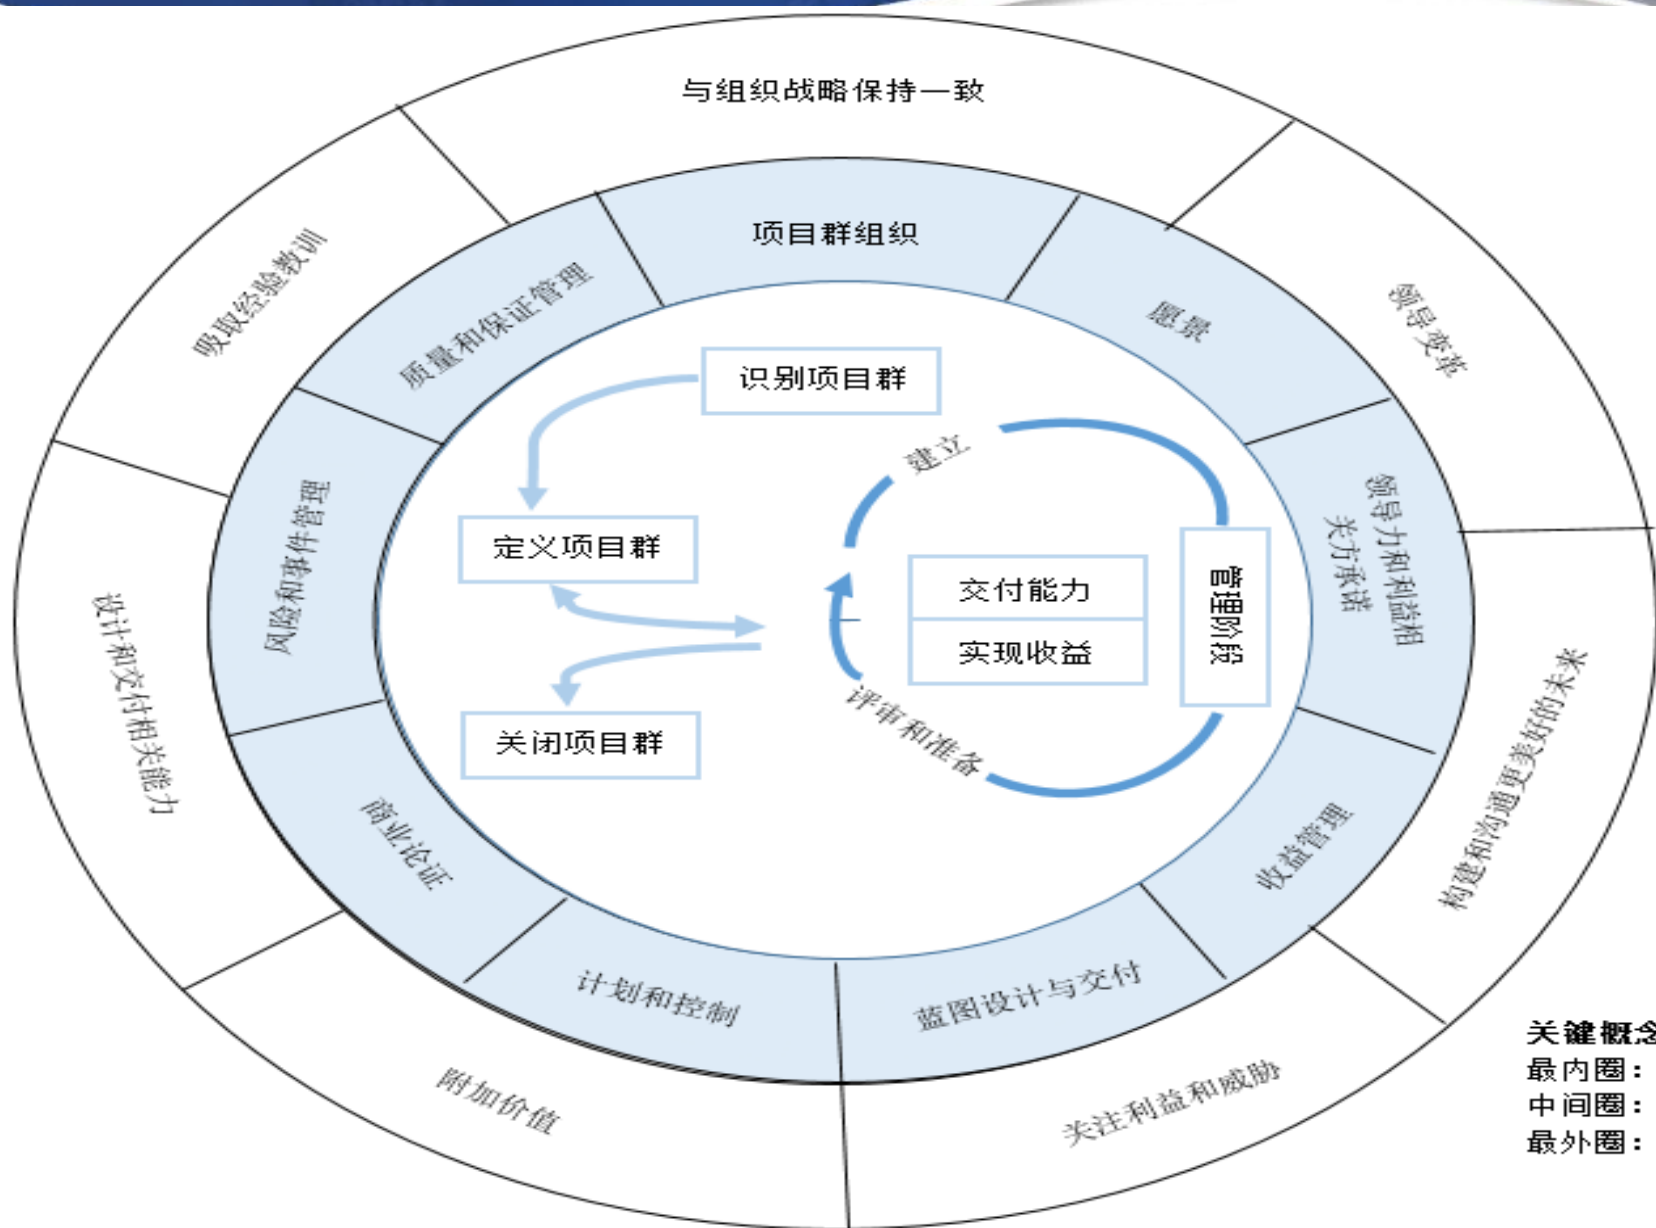 与组织战略保持一致
领导变革
构建和沟通更美好的未来
关注利益和威胁
附加价值
设计和交付相关能力
吸取经验教训
项目群组织
愿景
领导力和利益相
关方承诺
收益管理
蓝图设计与交付
计划和控制
商业论证
风险和事件管理
质量和保证管理
识别项目群
定义项目群
关闭项目群
建立
管理阶段
交付能力
实现收益
评审和准备
关键概念
最内圈：
中间圈：
最外圈：